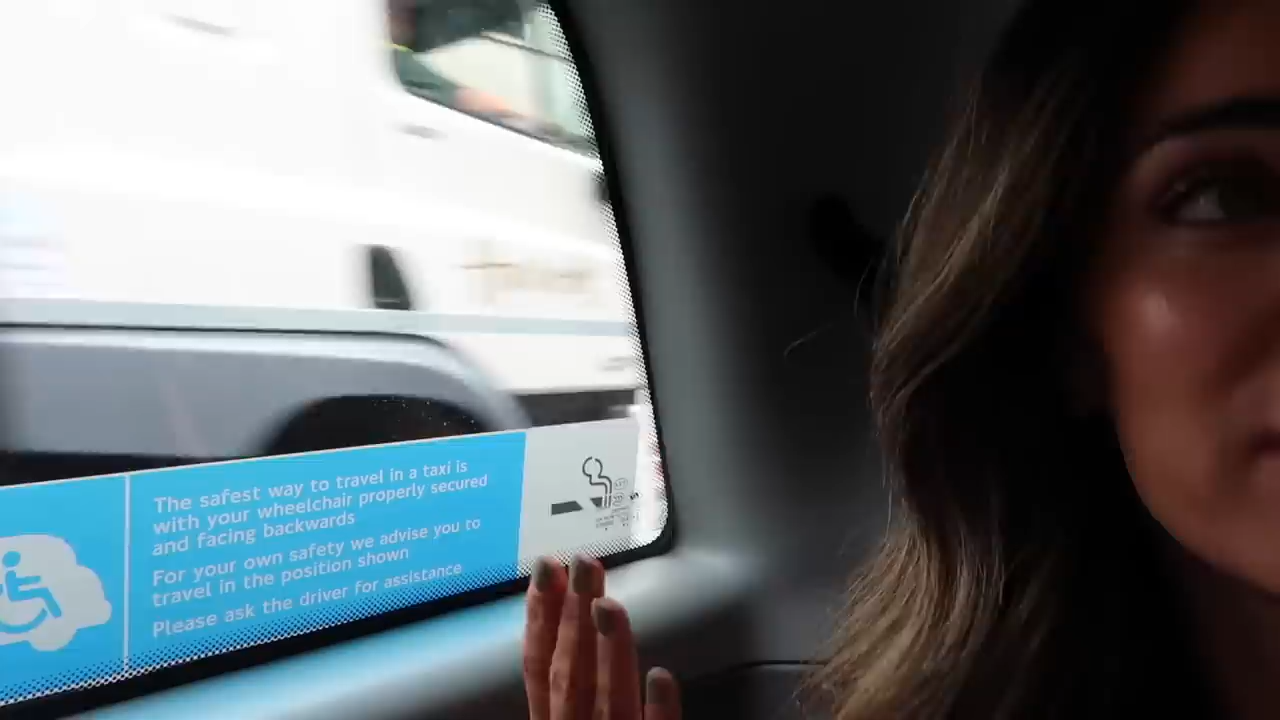 The safest way to travel in a taxi is
with your wheelchair properly secured
and facing backwards
For your own safety we advise you to
travel in the position shown
Please ask the driver for assistance